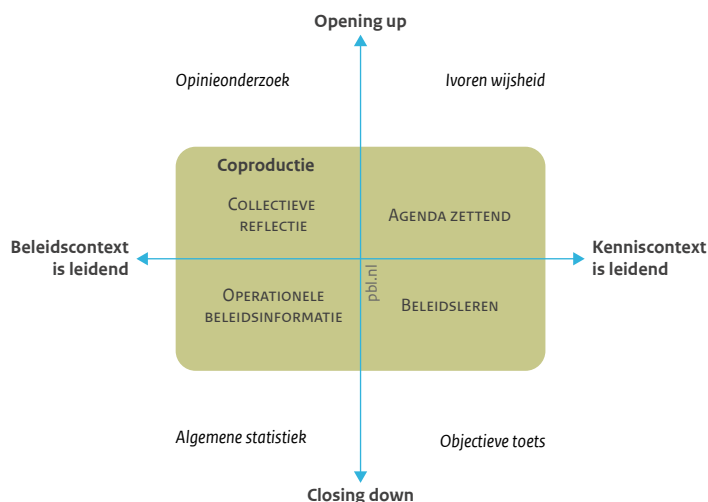 Opening up
Opinieonderzoek
Ivoren wijsheid
Coproductie
Collectieve
reflectie
Agenda zettend
Beleidscontext
is leidend
Kenniscontext
is leidend
pbl.nl
Operationele
beleidsinformatie
Beleidsleren
Algemene statistiek
Objectieve toets
Closing down